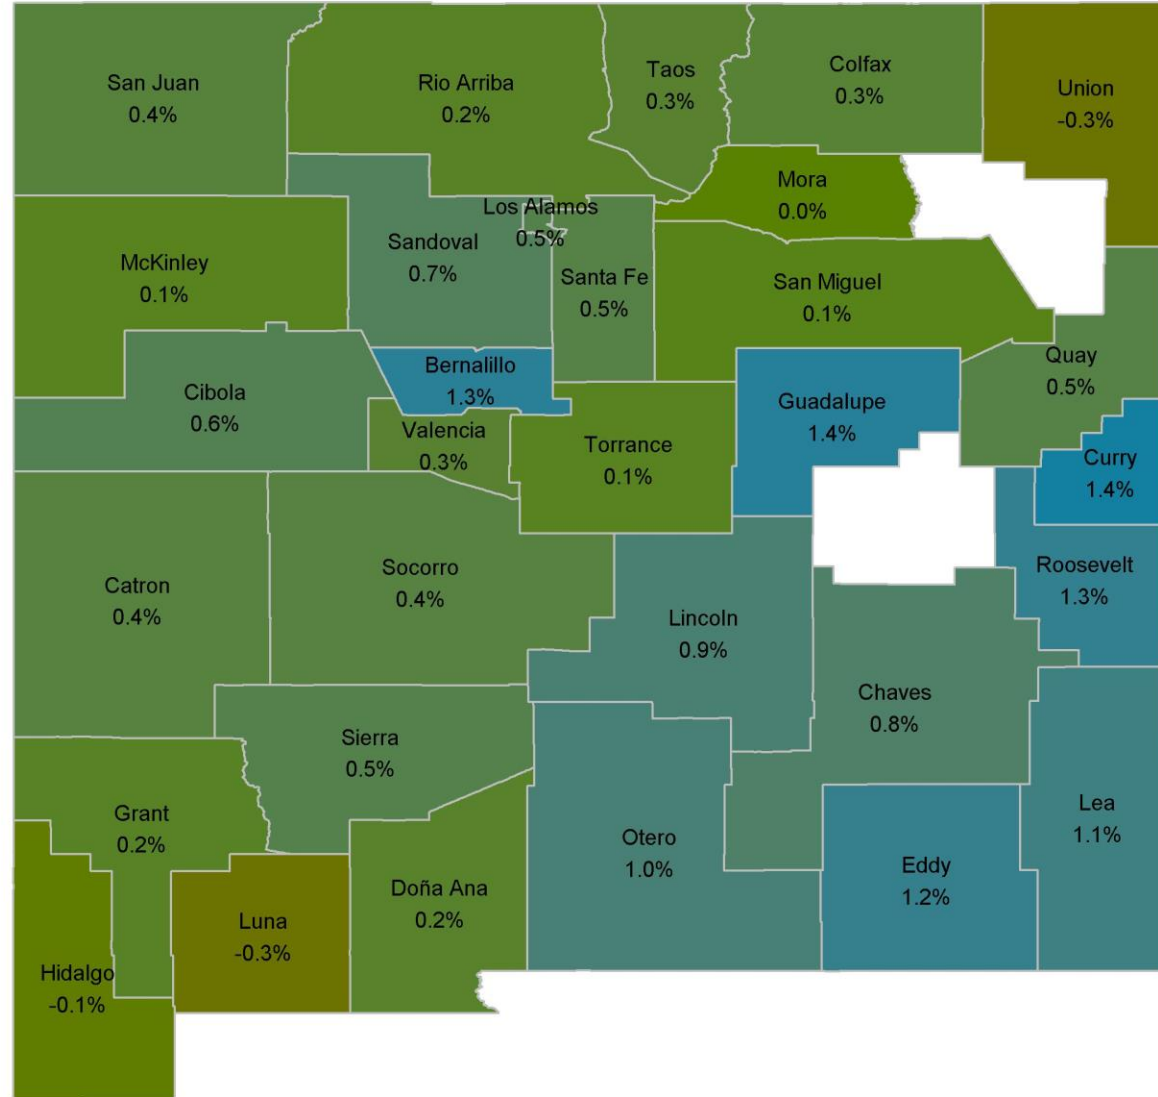 San Juan
0.4%
Rio Arriba
0.2%
Taos
0.3%
Colfax
0.3%
Union
-0.3%
Mora
0.0%
Los Alamos
0.5%
McKinley
0.1%
Sandoval
0.7%
Santa Fe
0.5%
San Miguel
0.1%
Quay
0.5%
Cibola
0.6%
Bernalillo
1.3%
Guadalupe
1.4%
Valencia
0.3%
Torrance
0.1%
Curry
1.4%
Catron
0.4%
Socorro
0.4%
Roosevelt
1.3%
Lincoln
0.9%
Chaves
0.8%
Sierra
0.5%
Grant
0.2%
Otero
1.0%
Lea
1.1%
Eddy
1.2%
Doña Ana
0.2%
Luna
-0.3%
Hidalgo
-0.1%